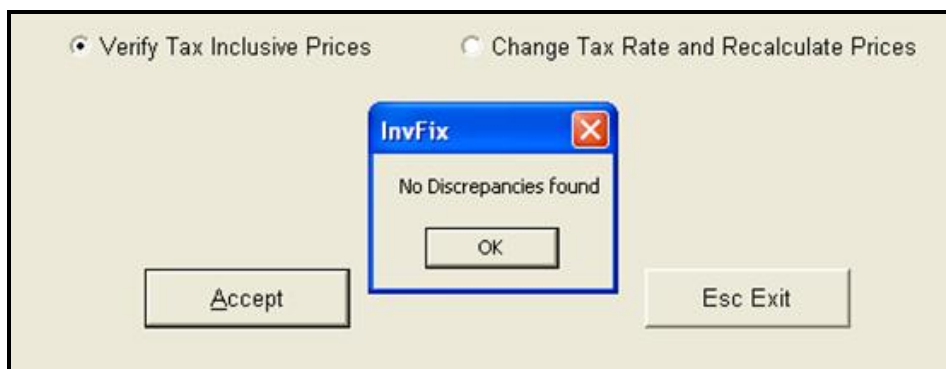 Verify Tax Inclusive Prices
Change Tax Rate and Recalculate Prices
InvFix
No Discrepancies found
OK
Accept
Esc Exit